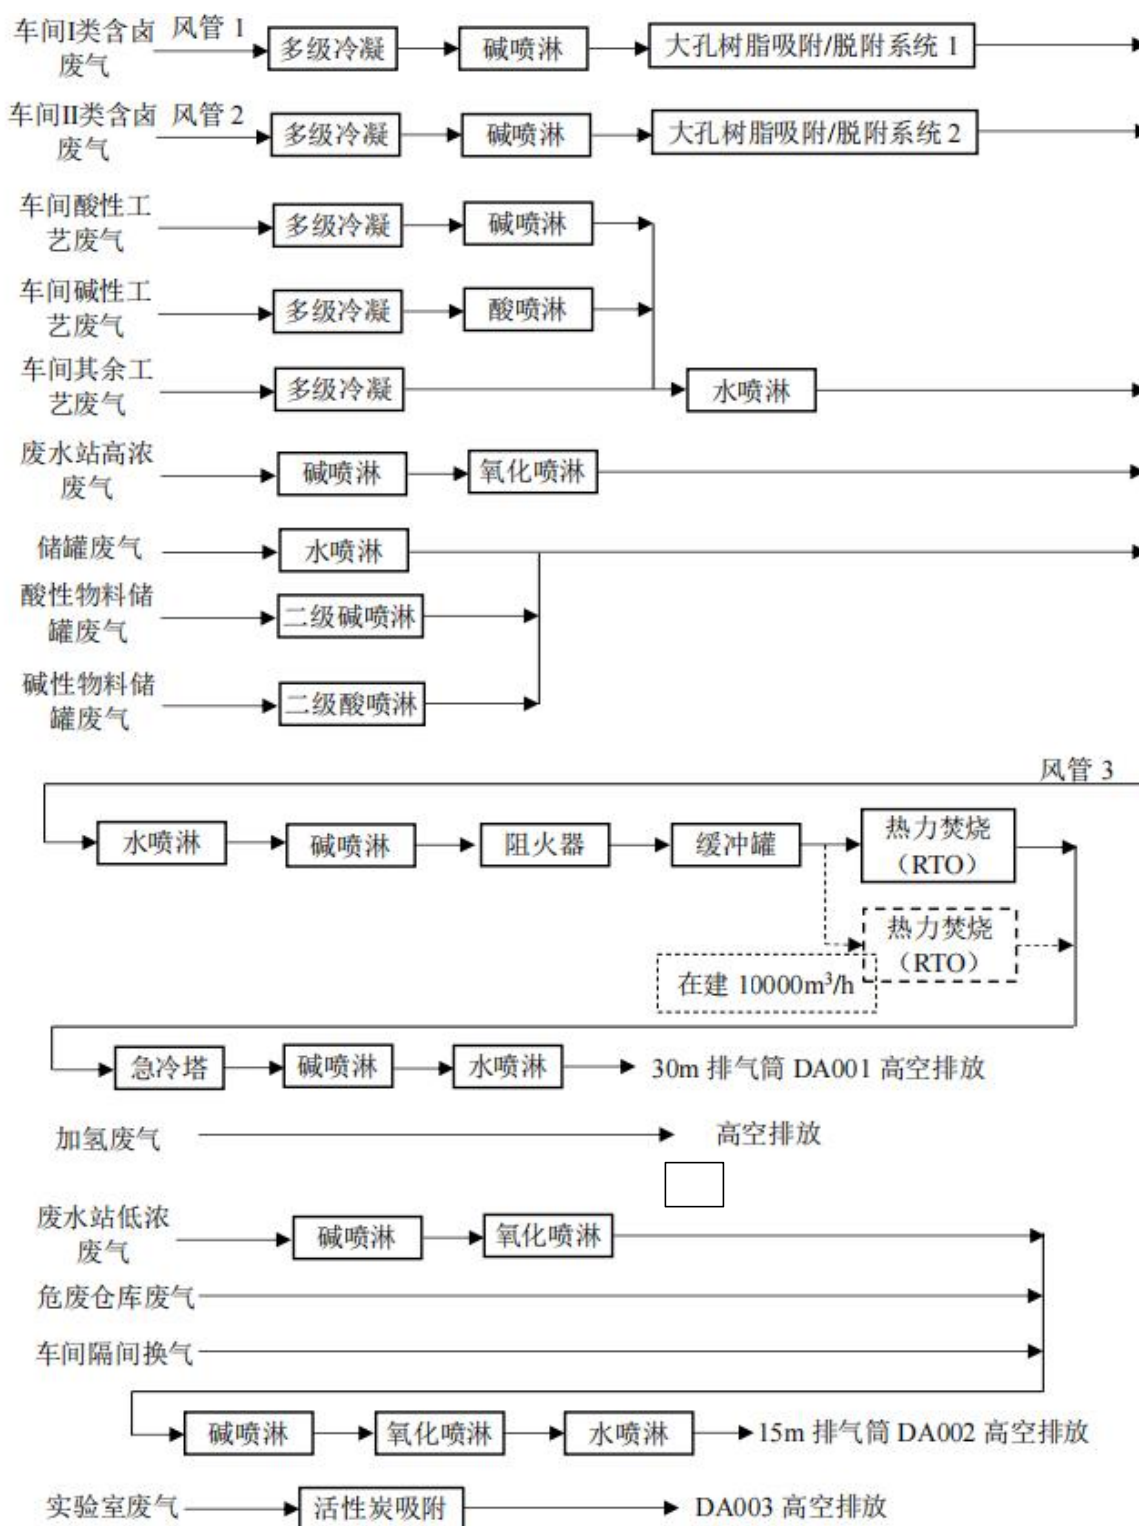 车间I类含卤 风管 1
废气
多级冷凝
碱喷淋
大孔树脂吸附/脱附系统 1
车间II类含卤 风管 2
废气
多级冷凝
碱喷淋
大孔树脂吸附/脱附系统 2
车间酸性工
艺废气
多级冷凝
碱喷淋
车间碱性工
艺废气
多级冷凝
酸喷淋
车间其余工
艺废气
多级冷凝
水喷淋
废水站高浓
废气
碱喷淋
氧化喷淋
储罐废气
水喷淋
酸性物料储
罐废气
二级碱喷淋
碱性物料储
罐废气
二级酸喷淋
风管 3
水喷淋
碱喷淋
阻火器
缓冲罐
热力焚烧
（RTO）
热力焚烧
（RTO）
在建 10000m³/h
急冷塔
碱喷淋
水喷淋
30m 排气筒 DA001 高空排放
加氢废气
高空排放
废水站低浓
废气
碱喷淋
氧化喷淋
危废仓库废气
车间隔间换气
碱喷淋
氧化喷淋
水喷淋
15m 排气筒 DA002 高空排放
实验室废气
活性炭吸附
DA003 高空排放